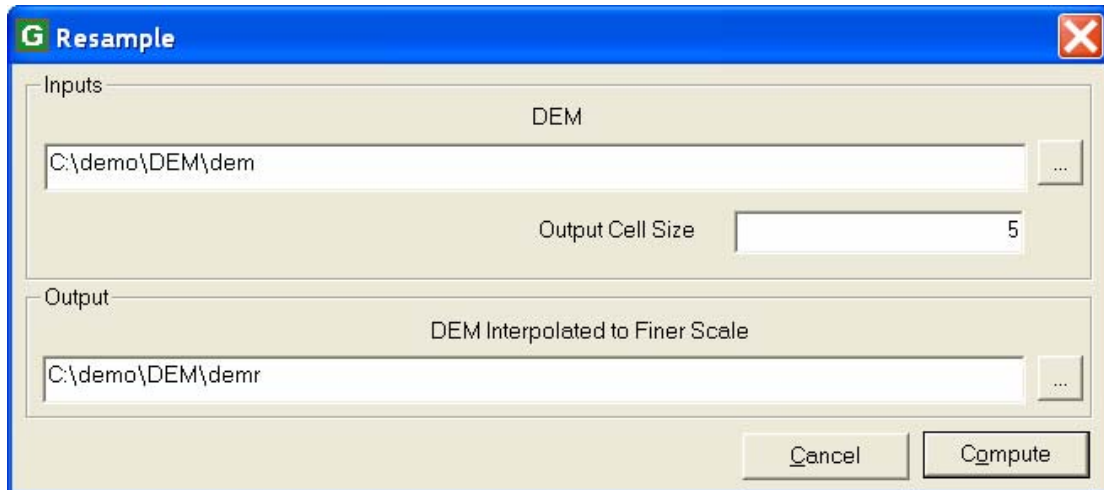 G Resample
Inputs
DEM
C:\demo\DEM\dem
...
Output Cell Size 5
Output
DEM Interpolated to Finer Scale
C:\demo\DEM\demr
...
Cancel Compute